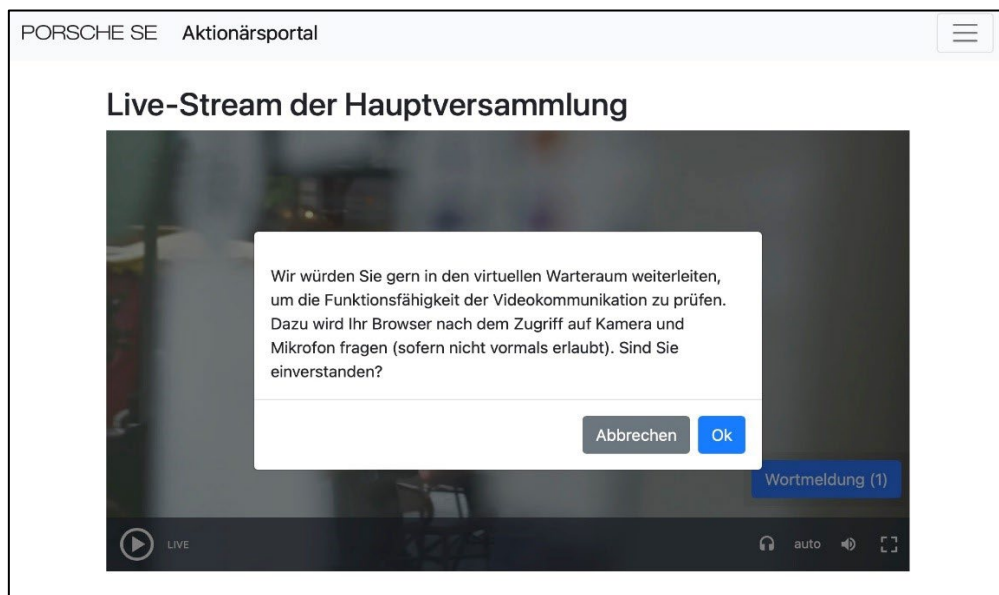 PORSCHE SE Aktionärsportal
Live-Stream der Hauptversammlung
Wir würden Sie gern in den virtuellen Warteraum weiterleiten,
um die Funktionsfähigkeit der Videokommunikation zu prüfen.
Dazu wird Ihr Browser nach dem Zugriff auf Kamera und
Mikrofon fragen (sofern nicht vormals erlaubt). Sind Sie
einverstanden?
Abbrechen Ok
Wortmeldung (1)
LIVE auto